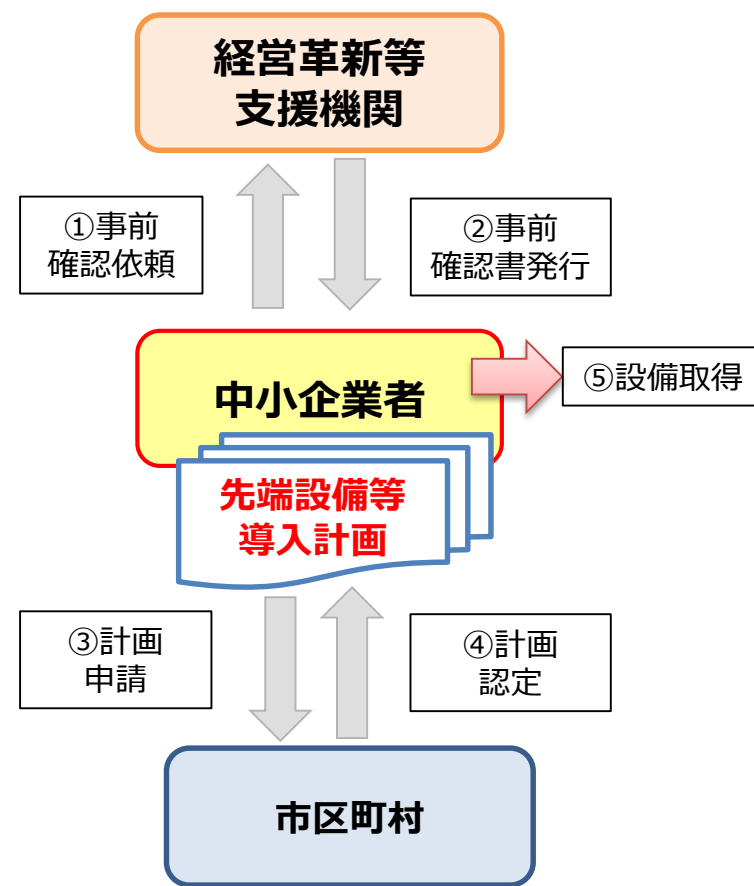 経営革新等
支援機関
①事前
確認依頼
②事前
確認書発行
中小企業者
⑤設備取得
先端設備等
導入計画
③計画
申請
④計画
認定
市区町村